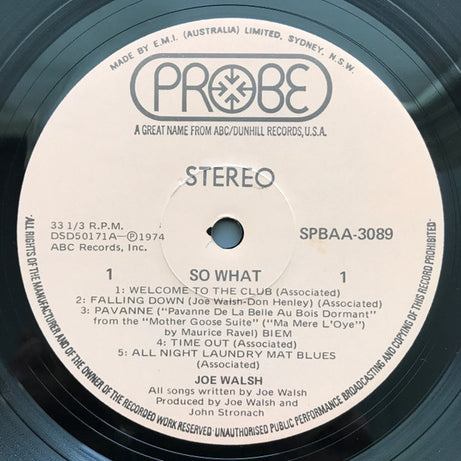 MADE BY E.M.I. (AUSTRALIA) LIMITED, SYDNEY, N.S.W.
PROBE
A GREAT NAME FROM ABC/DUNHILL RECORDS, U.S.A.
STEREO
33 1/3 R.P.M.
DSD50171A—Ⓟ1974
ABC Records, Inc.
SPBAA-3089
1 SO WHAT 1
1: WELCOME TO THE CLUB (Associated)
2: FALLING DOWN (Joe Walsh-Don Henley) (Associated)
3: PAVANNE ("Pavanne De La Belle Au Bois Dormant"
from the "Mother Goose Suite" ("Ma Mere L'Oye")
by Maurice Ravel) BIEM
4: TIME OUT (Associated)
5: ALL NIGHT LAUNDRY MAT BLUES
(Associated)
JOE WALSH
All songs written by Joe Walsh
Produced by Joe Walsh and
John Stronach
·ALL RIGHTS OF THE MANUFACTURER AND OF THE OWNER OF THE RECORDED WORK RESERVED·UNAUTHORISED PUBLIC PERFORMANCE BROADCASTING AND COPYING OF THIS RECORD PROHIBITED·